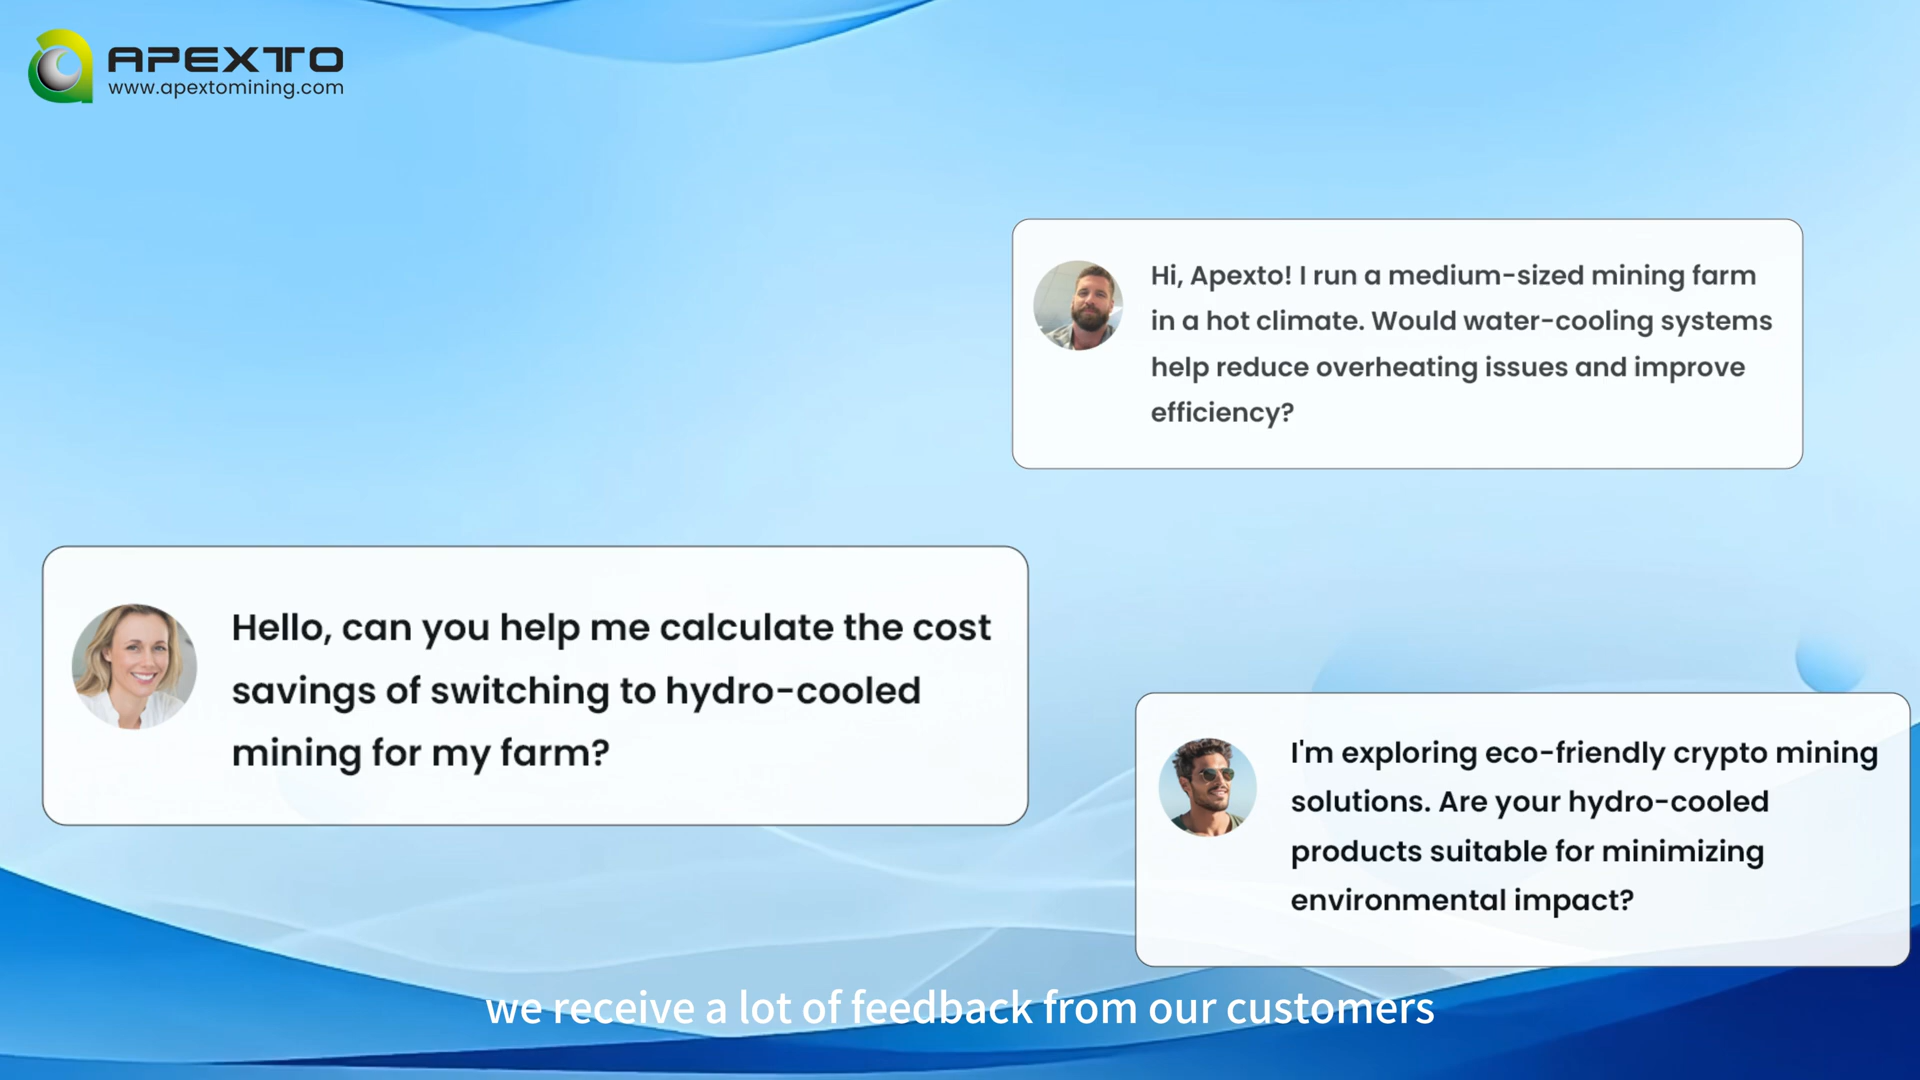 APEXTO
www.apextomining.com
Hi, Apexto! I run a medium-sized mining farm
in a hot climate. Would water-cooling systems
help reduce overheating issues and improve
efficiency?
Hello, can you help me calculate the cost
savings of switching to hydro-cooled
mining for my farm?
I'm exploring eco-friendly crypto mining
solutions. Are your hydro-cooled
products suitable for minimizing
environmental impact?
we receive a lot of feedback from our customers